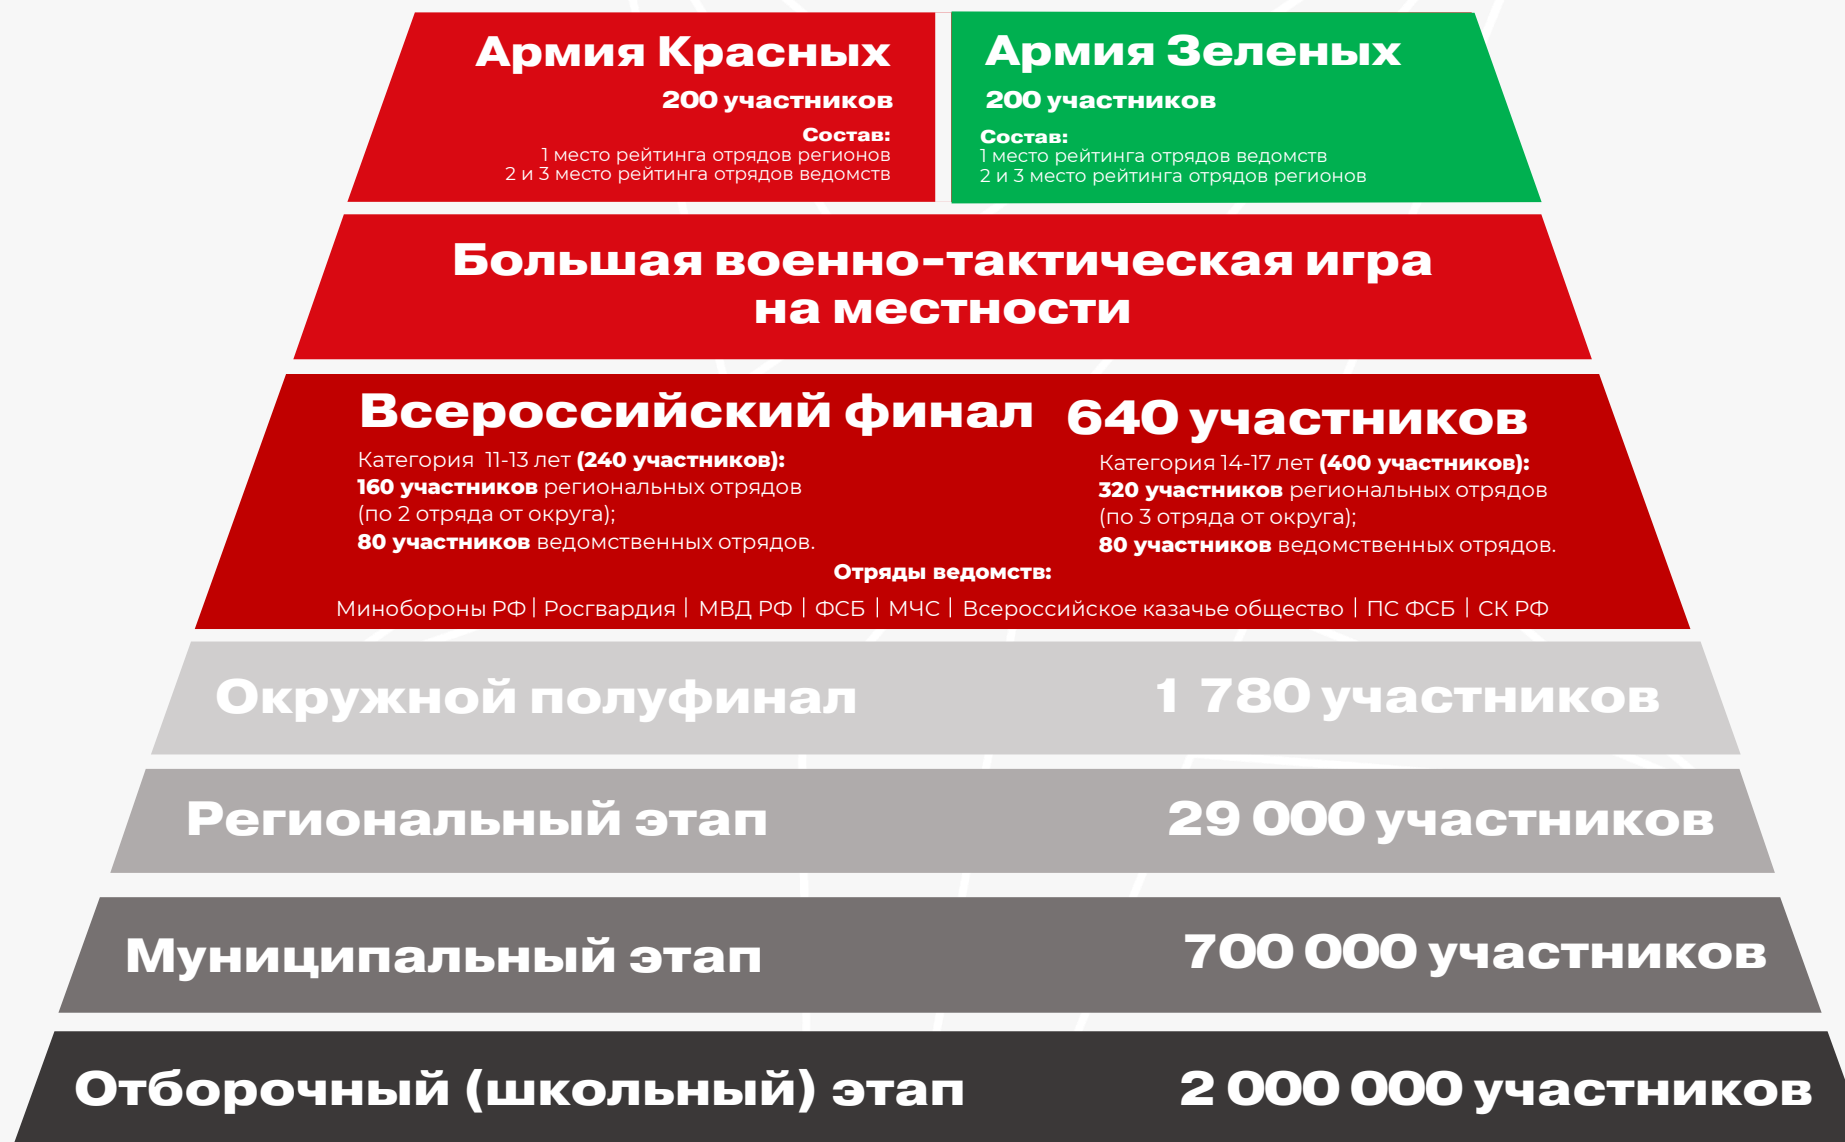 Армия Красных
200 участников
Состав:
1 место рейтинга отрядов регионов
2 и 3 место рейтинга отрядов ведомств
Армия Зеленых
200 участников
Состав:
1 место рейтинга отрядов ведомств
2 и 3 место рейтинга отрядов регионов
Большая военно-тактическая игра
на местности
Всероссийский финал
Категория 11-13 лет (240 участников):
160 участников региональных отрядов
(по 2 отряда от округа);
80 участников ведомственных отрядов.
640 участников
Категория 14-17 лет (400 участников):
320 участников региональных отрядов
(по 3 отряда от округа);
80 участников ведомственных отрядов.
Отряды ведомств:
Минобороны РФ | Росгвардия | МВД РФ | ФСБ | МЧС | Всероссийское казачье общество | ПС ФСБ | СК РФ
Окружной полуфинал 1 780 участников
Региональный этап 29 000 участников
Муниципальный этап 700 000 участников
Отборочный (школьный) этап 2 000 000 участников